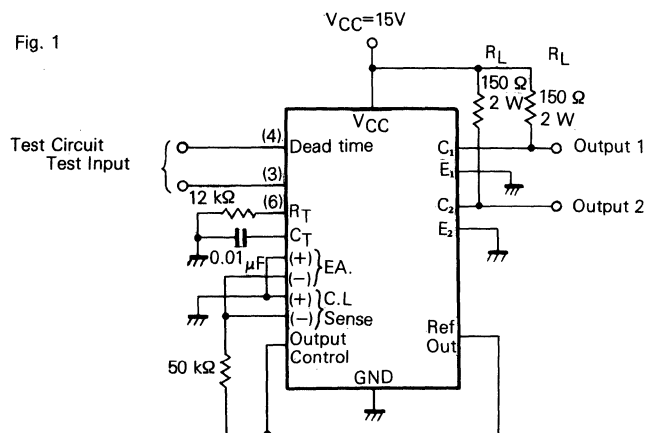 Fig. 1
VCC=15V
RL
RL
150 Ω
2 W
150 Ω
2 W
VCC
Test Circuit
Test Input
(4)
Dead time
(3)
12 kΩ
(6)
RT
CT
0.01 μF
(+)
(−)
EA.
(+)
(−)
C.L
Sense
Output
Control
50 kΩ
GND
C1
E1
C2
E2
Ref
Out
Output 1
Output 2